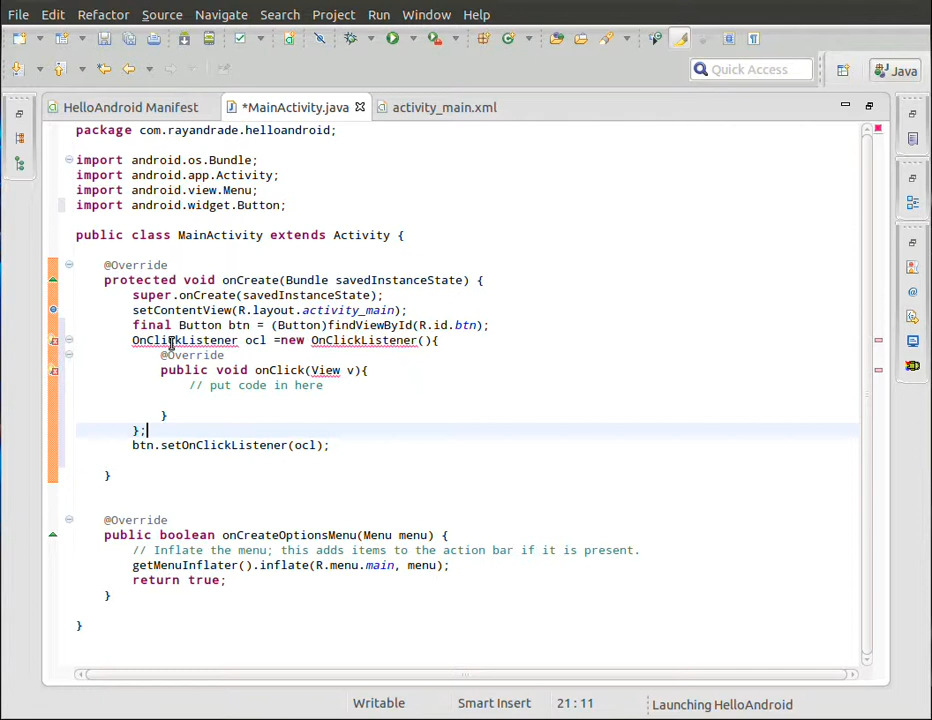 File Edit Refactor Source Navigate Search Project Run Window Help
Quick Access
Java
HelloAndroid Manifest *MainActivity.java activity_main.xml
package com.rayandrade.helloandroid;
import android.os.Bundle;
import android.app.Activity;
import android.view.Menu;
import android.widget.Button;
public class MainActivity extends Activity {
@Override
protected void onCreate(Bundle savedInstanceState) {
super.onCreate(savedInstanceState);
setContentView(R.layout.activity_main);
final Button btn = (Button)findViewById(R.id.btn);
OnClickListener ocl =new OnClickListener(){
@Override
public void onClick(View v){
// put code in here
}
};
btn.setOnClickListener(ocl);
}
@Override
public boolean onCreateOptionsMenu(Menu menu) {
// Inflate the menu; this adds items to the action bar if it is present.
getMenuInflater().inflate(R.menu.main, menu);
return true;
}
}
Writable Smart Insert 21 : 11 Launching HelloAndroid